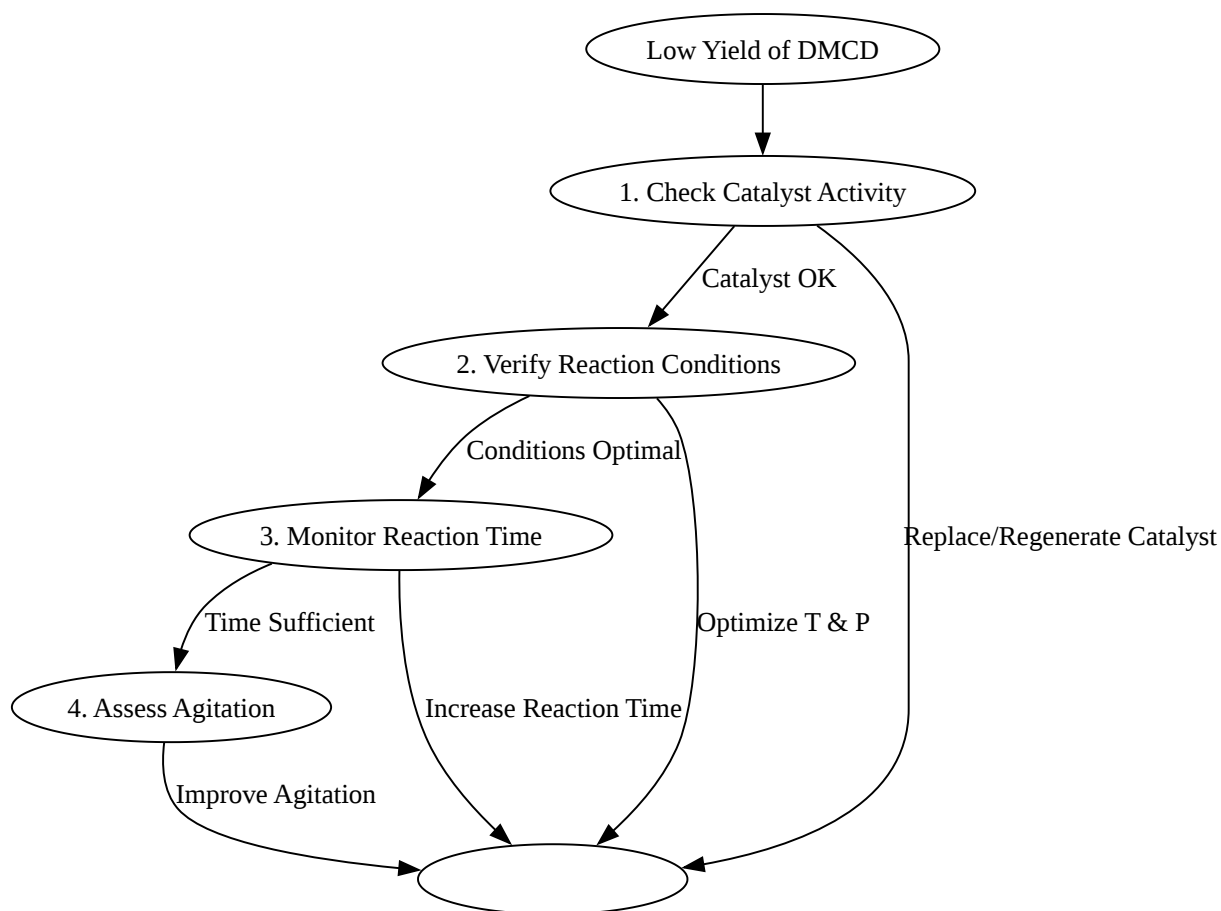 Low Yield of DMCD
1. Check Catalyst Activity
Catalyst OK
2. Verify Reaction Conditions
Conditions Optimal
3. Monitor Reaction Time
Replace/Regenerate Catalyst
Time Sufficient
Optimize T & P
4. Assess Agitation
Increase Reaction Time
Improve Agitation